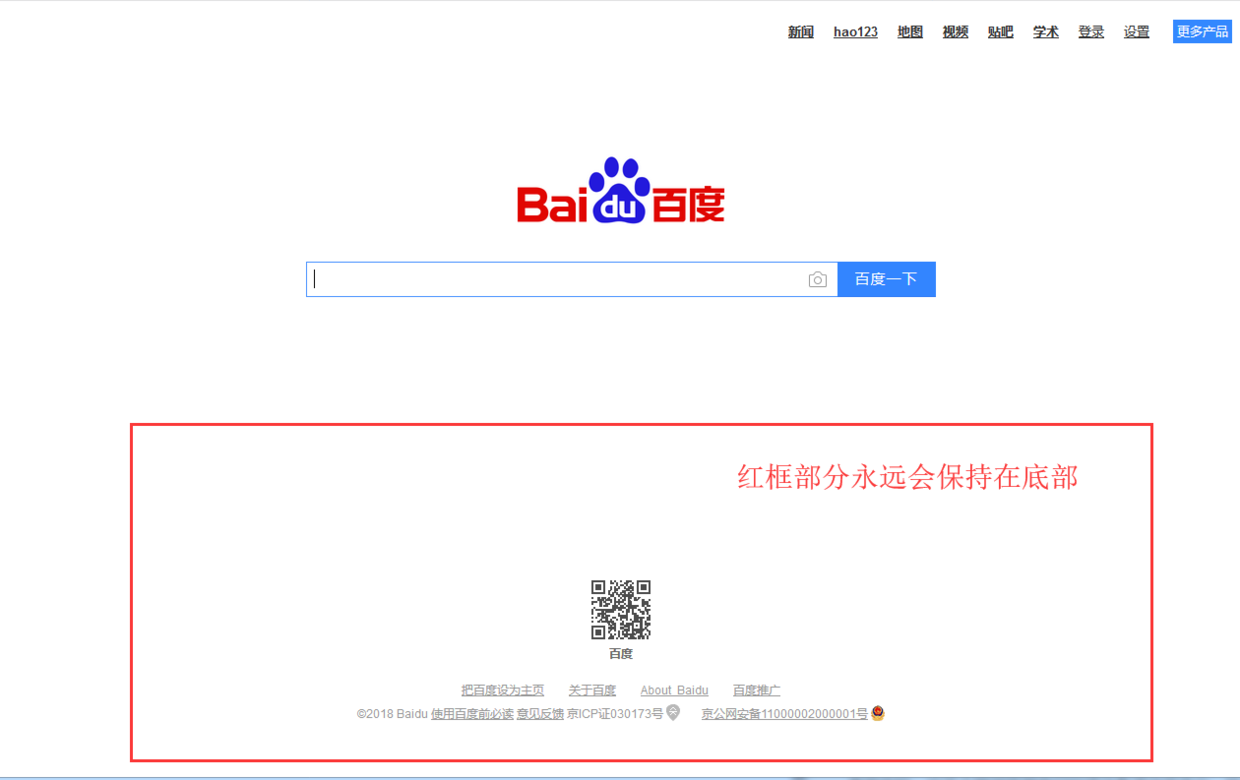 新闻 hao123 地图 视频 贴吧 学术 登录 设置 更多产品
Baidu百度
百度一下
红框部分永远会保持在底部
百度
把百度设为主页 关于百度 About Baidu 百度推广
©2018 Baidu 使用百度前必读 意见反馈 京ICP证030173号 京公网安备11000002000001号